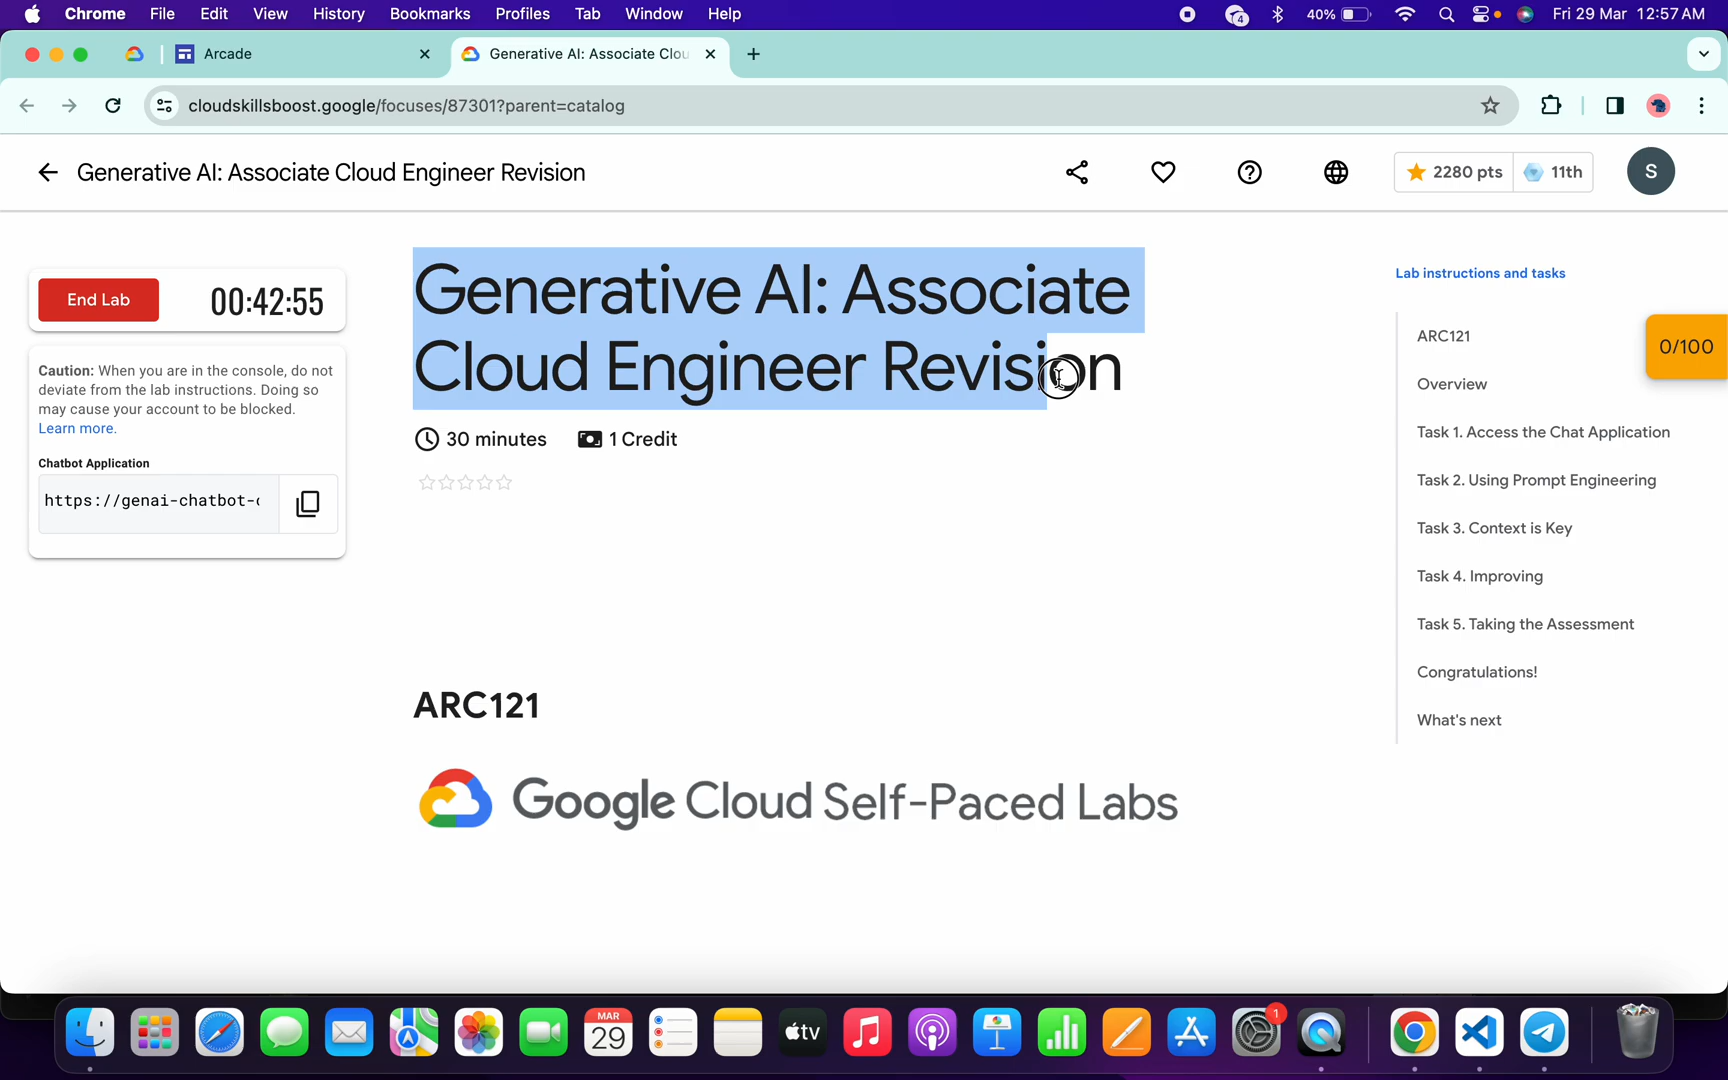 Chrome File Edit View History Bookmarks Profiles Tab Window Help 4 40% Fri 29 Mar 12:57 AM
Arcade
Generative AI: Associate Clou
cloudskillsboost.google/focuses/87301?parent=catalog
Generative AI: Associate Cloud Engineer Revision
2280 pts 11th S
End Lab 00:42:55
Caution: When you are in the console, do not
deviate from the lab instructions. Doing so
may cause your account to be blocked.
Learn more.
Chatbot Application
https://genai-chatbot-c
Generative AI: Associate
Cloud Engineer Revision
30 minutes 1 Credit
ARC121
Google Cloud Self-Paced Labs
Lab instructions and tasks
ARC121
Overview
Task 1. Access the Chat Application
Task 2. Using Prompt Engineering
Task 3. Context is Key
Task 4. Improving
Task 5. Taking the Assessment
Congratulations!
What's next
0/100
MAR
29
tv
1